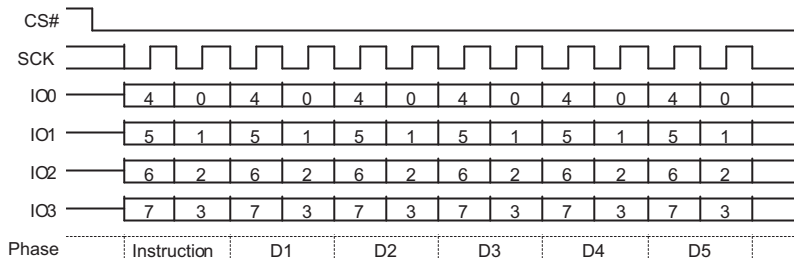 CS#
SCK
IO0 4 0 4 0 4 0 4 0 4 0 4 0
IO1 5 1 5 1 5 1 5 1 5 1 5 1
IO2 6 2 6 2 6 2 6 2 6 2 6 2
IO3 7 3 7 3 7 3 7 3 7 3 7 3
Phase Instruction D1 D2 D3 D4 D5